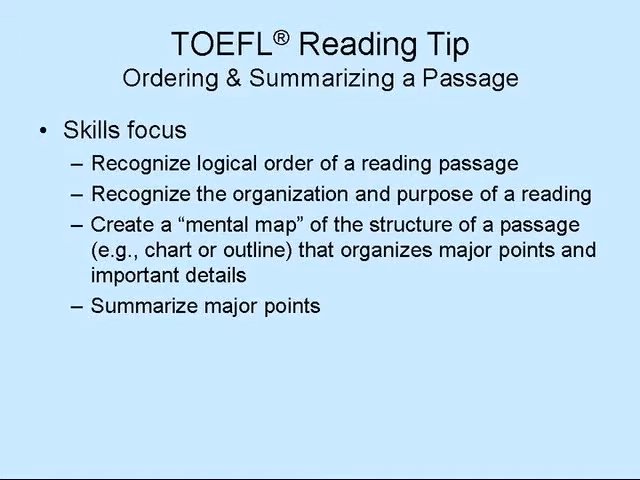 TOEFL® Reading Tip
Ordering & Summarizing a Passage
• Skills focus
– Recognize logical order of a reading passage
– Recognize the organization and purpose of a reading
– Create a “mental map” of the structure of a passage
(e.g., chart or outline) that organizes major points and
important details
– Summarize major points